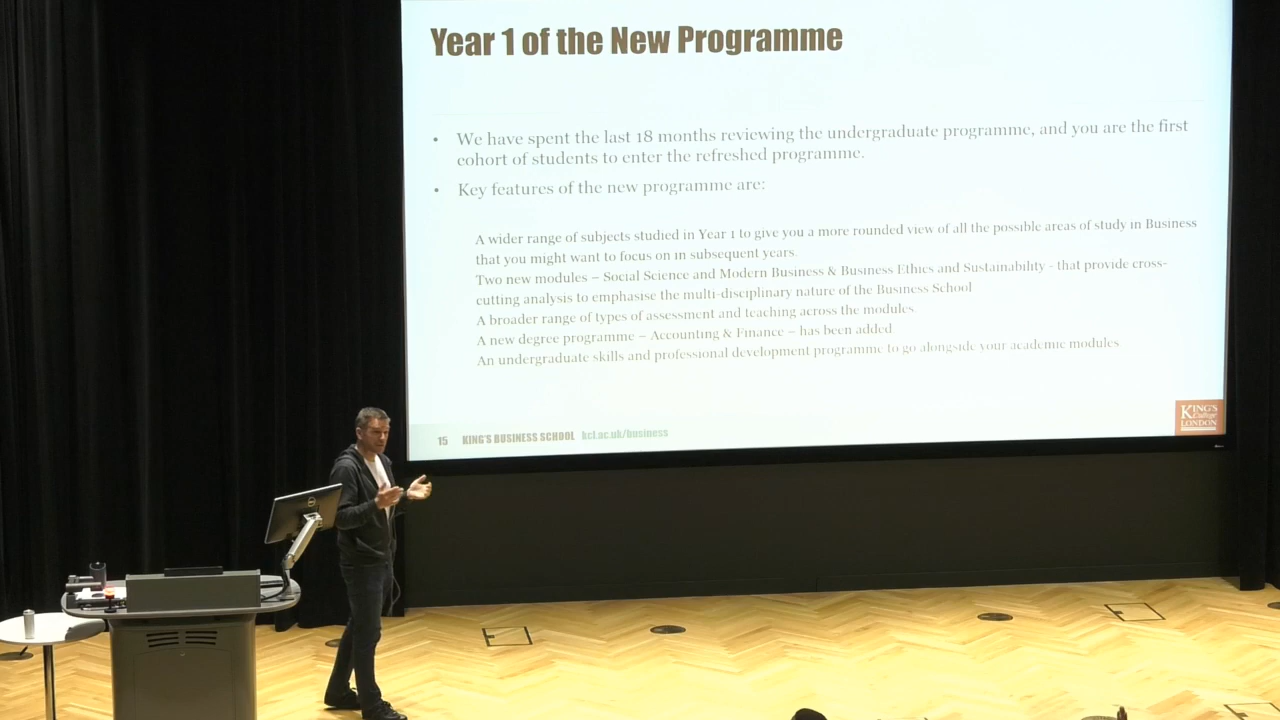 Year 1 of the New Programme
• We have spent the last 18 months reviewing the undergraduate programme, and you are the first
cohort of students to enter the refreshed programme.
• Key features of the new programme are:
A wider range of subjects studied in Year 1 to give you a more rounded view of all the possible areas of study in Business
that you might want to focus on in subsequent years.
Two new modules – Social Science and Modern Business & Business Ethics and Sustainability - that provide cross-
cutting analysis to emphasise the multi-disciplinary nature of the Business School
A broader range of types of assessment and teaching across the modules
A new degree programme – Accounting & Finance – has been added
An undergraduate skills and professional development programme to go alongside your academic modules
15 KING'S BUSINESS SCHOOL kcl.ac.uk/business
KING'S
College
LONDON